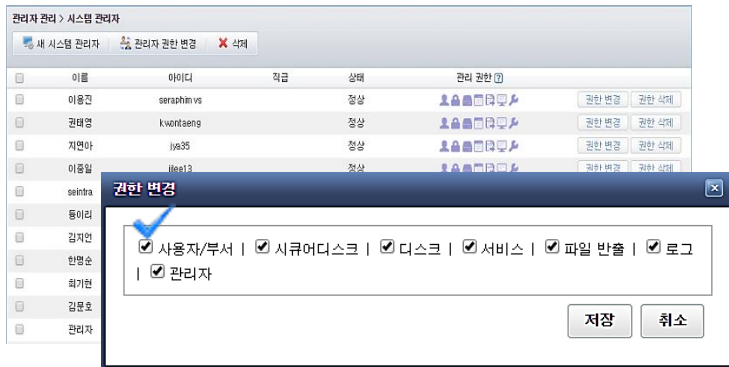 관리자 관리 > 시스템 관리자
새 시스템 관리자 관리자 권한 변경 삭제
이름 아이디 직급 상태 관리 권한 [?]
이용진 seraphimvs 정상 권한 변경 권한 삭제
권태영 kwontaeng 정상 권한 변경 권한 삭제
지연아 jya35 정상 권한 변경 권한 삭제
이중일 jilee13 정상 권한 변경 권한 삭제
seintra
등이리
김지언
한명순
최기현
김문호
관리자
권한 변경
사용자/부서 | 시큐어디스크 | 디스크 | 서비스 | 파일 반출 | 로그
| 관리자
저장 취소